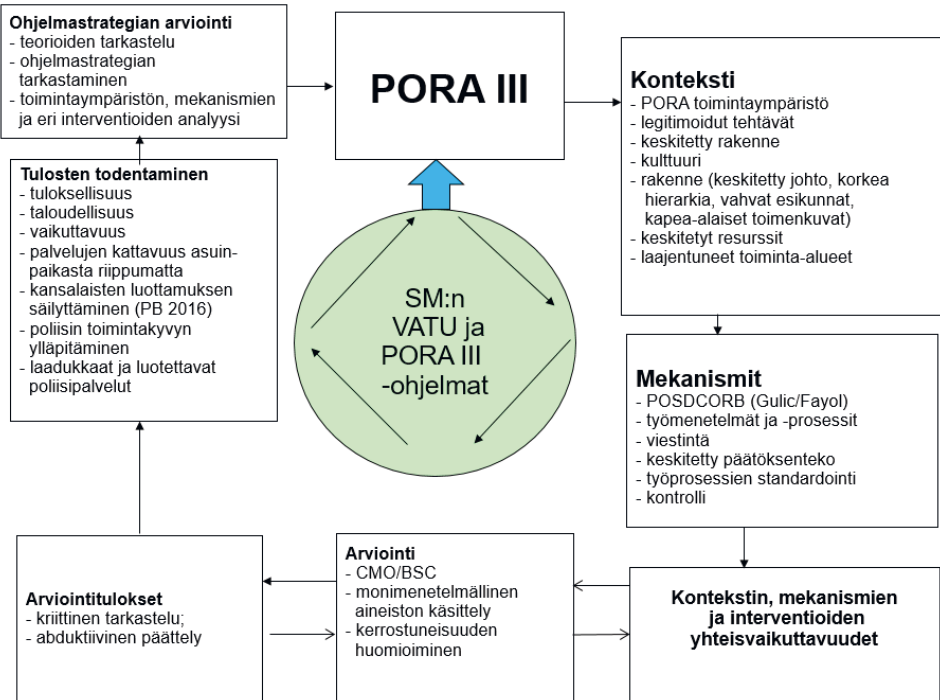 Ohjelmastrategian arviointi
- teorioiden tarkastelu
- ohjelmastrategian
tarkastaminen
- toimintaympäristön, mekanismien
ja eri interventioiden analyysi
PORA III
Konteksti
- PORA toimintaympäristö
- legitimoidut tehtävät
- keskitetty rakenne
- kulttuuri
- rakenne (keskitetty johto, korkea
hierarkia, vahvat esikunnat,
kapea-alaiset toimenkuvat)
- keskitetyt resurssit
- laajentuneet toiminta-alueet
Tulosten todentaminen
- tuloksellisuus
- taloudellisuus
- vaikuttavuus
- palvelujen kattavuus asuin-
paikasta riippumatta
- kansalaisten luottamuksen
säilyttäminen (PB 2016)
- poliisin toimintakyvyn
ylläpitäminen
- laadukkaat ja luotettavat
poliisipalvelut
SM:n
VATU ja
PORA III
-ohjelmat
Mekanismit
- POSDCORB (Gulic/Fayol)
- työmenetelmät ja -prosessit
- viestintä
- keskitetty päätöksenteko
- työprosessien standardointi
- kontrolli
Arviointitulokset
- kriittinen tarkastelu;
- abduktiivinen päättely
Arviointi
- CMO/BSC
- monimenetelmällinen
aineiston käsittely
- kerrostuneisuuden
huomioiminen
Kontekstin, mekanismien
ja interventioiden
yhteisvaikuttavuudet